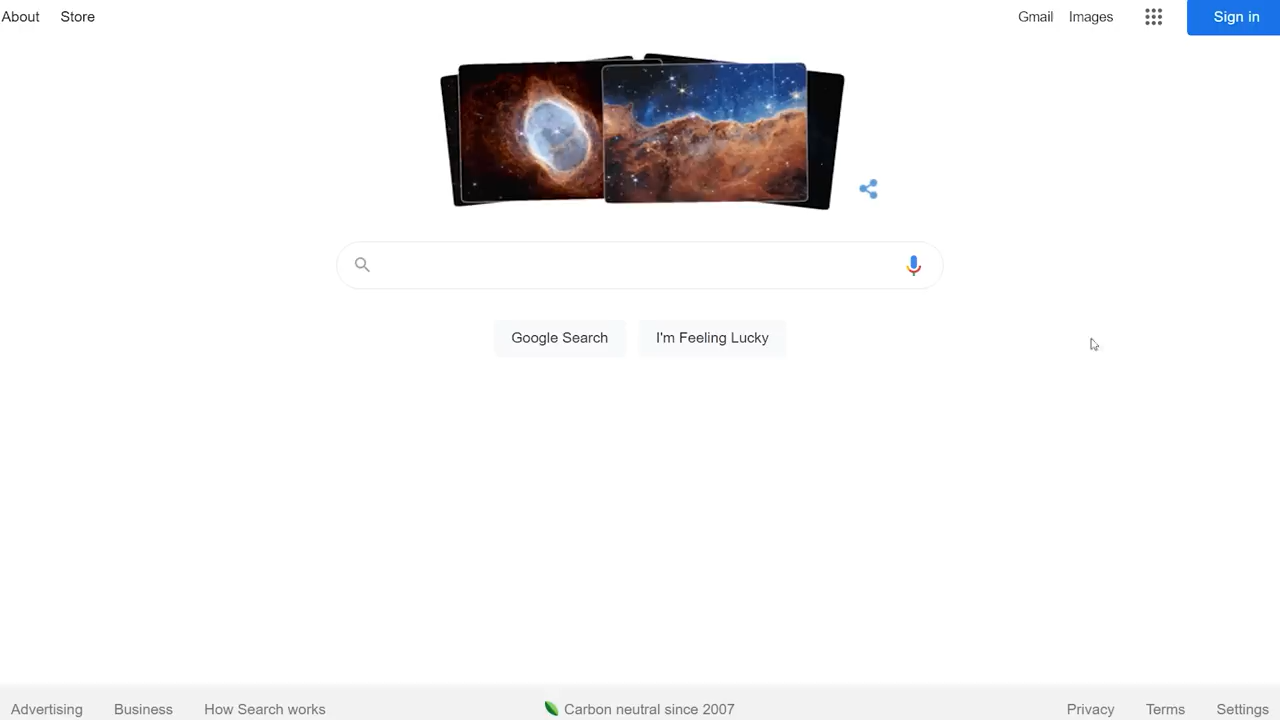 About Store Gmail Images Sign in
Google Search I'm Feeling Lucky
Advertising Business How Search works Carbon neutral since 2007 Privacy Terms Settings